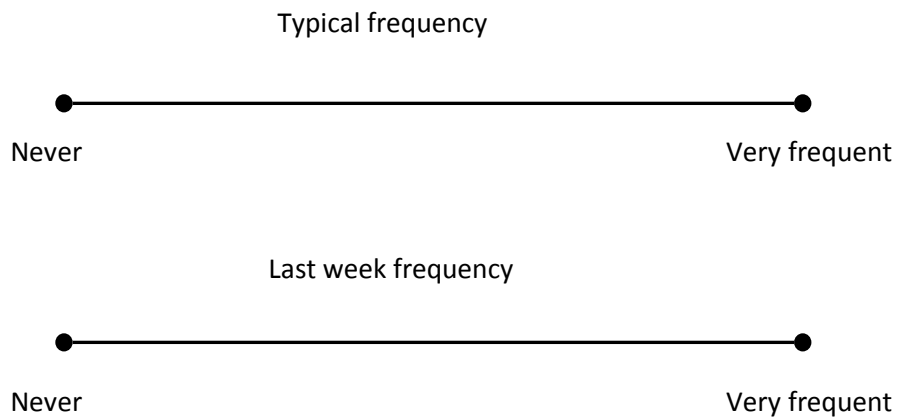 Typical frequency
Never Very frequent
Last week frequency
Never Very frequent